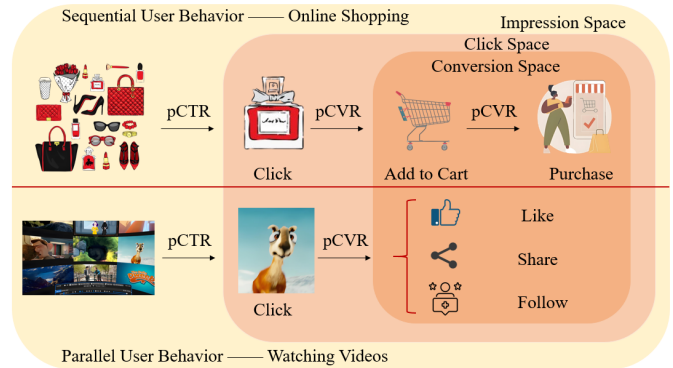 Sequential User Behavior —— Online Shopping
Impression Space
Click Space
Conversion Space
pCTR
pCVR
pCVR
Click
Add to Cart
Purchase
pCTR
pCVR
Click
Like
Share
Follow
Parallel User Behavior —— Watching Videos